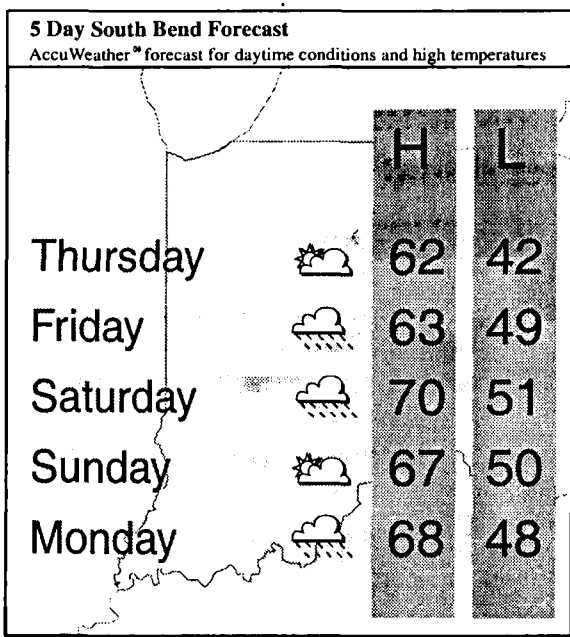 5 Day South Bend Forecast
AccuWeather® forecast for daytime conditions and high temperatures
H L
Thursday 62 42
Friday 63 49
Saturday 70 51
Sunday 67 50
Monday 68 48